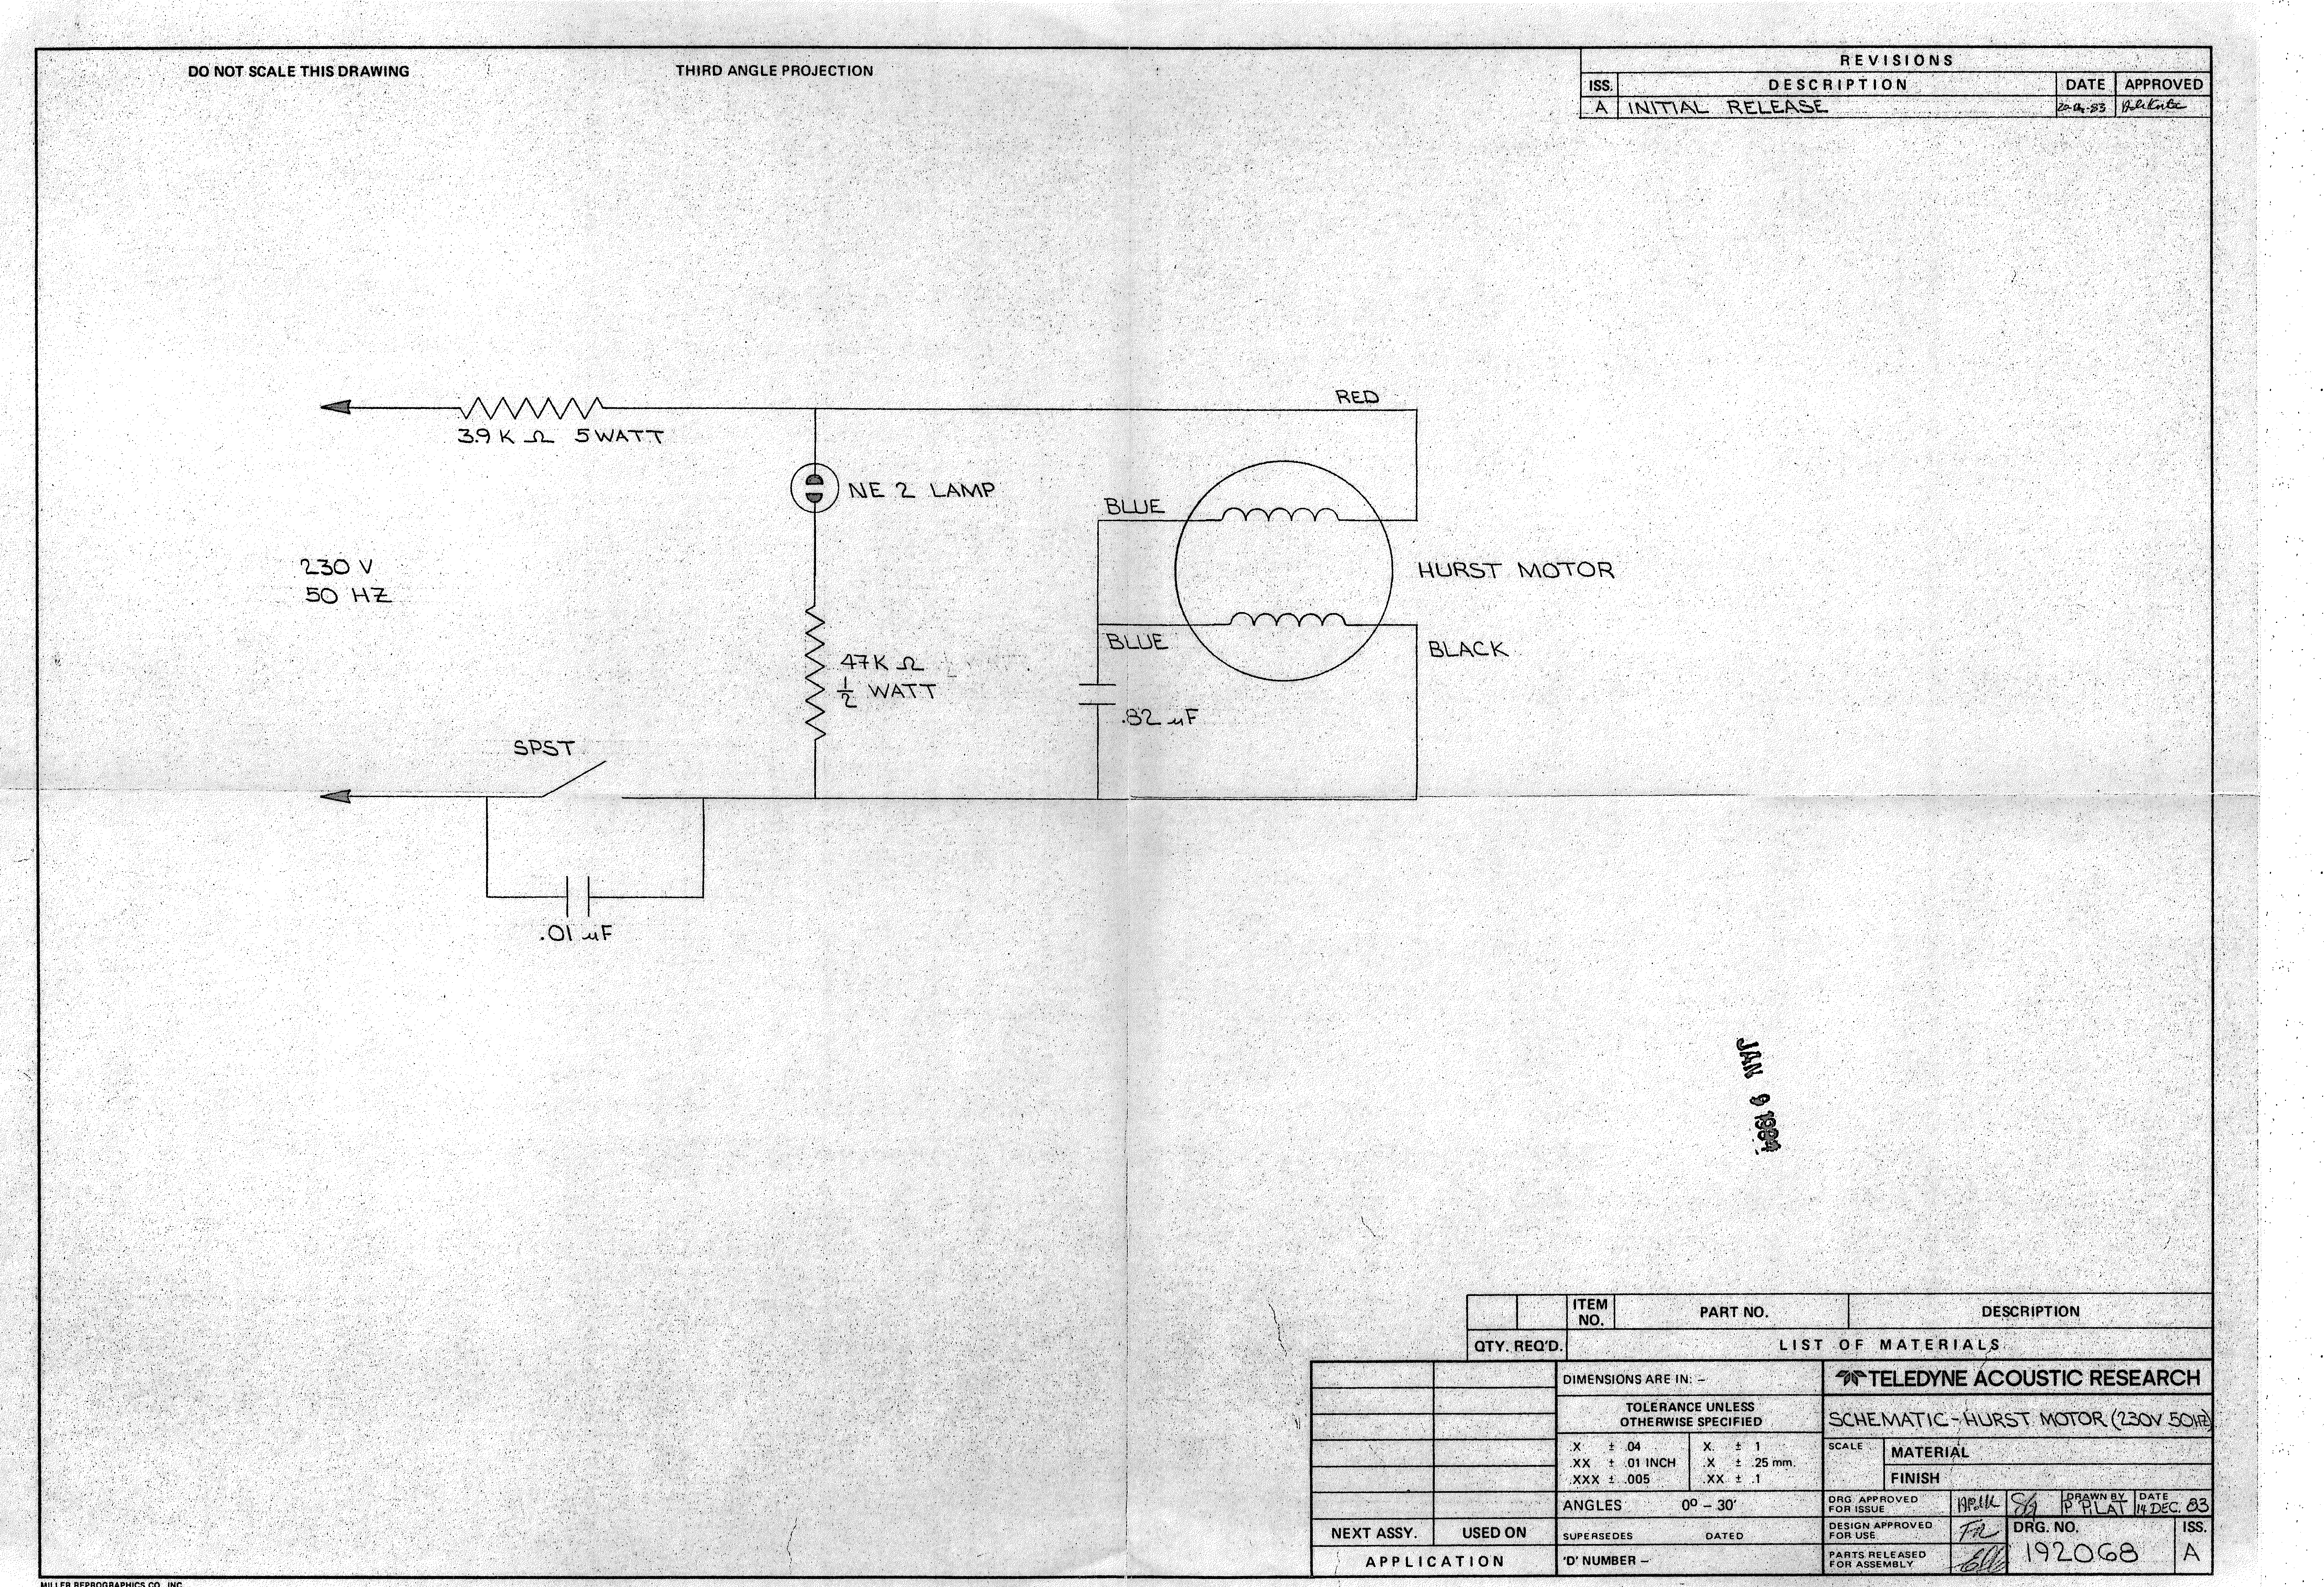 DO NOT SCALE THIS DRAWING
THIRD ANGLE PROJECTION
REVISIONS
ISS. DESCRIPTION DATE APPROVED
A INITIAL RELEASE
RED
3.9 K Ω 5 WATT
NE 2 LAMP
BLUE
230 V
50 HZ
HURST MOTOR
BLUE
BLACK
47K Ω
1/2 WATT
.82 uF
SPST
.01 uF
JAN 9 1984
ITEM NO. PART NO. DESCRIPTION
QTY. REQ'D. LIST OF MATERIALS
DIMENSIONS ARE IN: –
TELEDYNE ACOUSTIC RESEARCH
TOLERANCE UNLESS
OTHERWISE SPECIFIED
SCHEMATIC - HURST MOTOR (230V 50HZ)
.X ± .04 X. ± 1
.XX ± .01 INCH .X ± .25 mm.
.XXX ± .005 .XX ± .1
SCALE MATERIAL
FINISH
ANGLES 0º – 30'
DRG APPROVED
FOR ISSUE
DRAWN BY DATE
P PLAT 14 DEC. 83
NEXT ASSY. USED ON
SUPERSEDES DATED
DESIGN APPROVED
FOR USE
DRG. NO. ISS.
192068 A
APPLICATION
'D' NUMBER –
PARTS RELEASED
FOR ASSEMBLY
MILLER REPROGRAPHICS CO., INC.